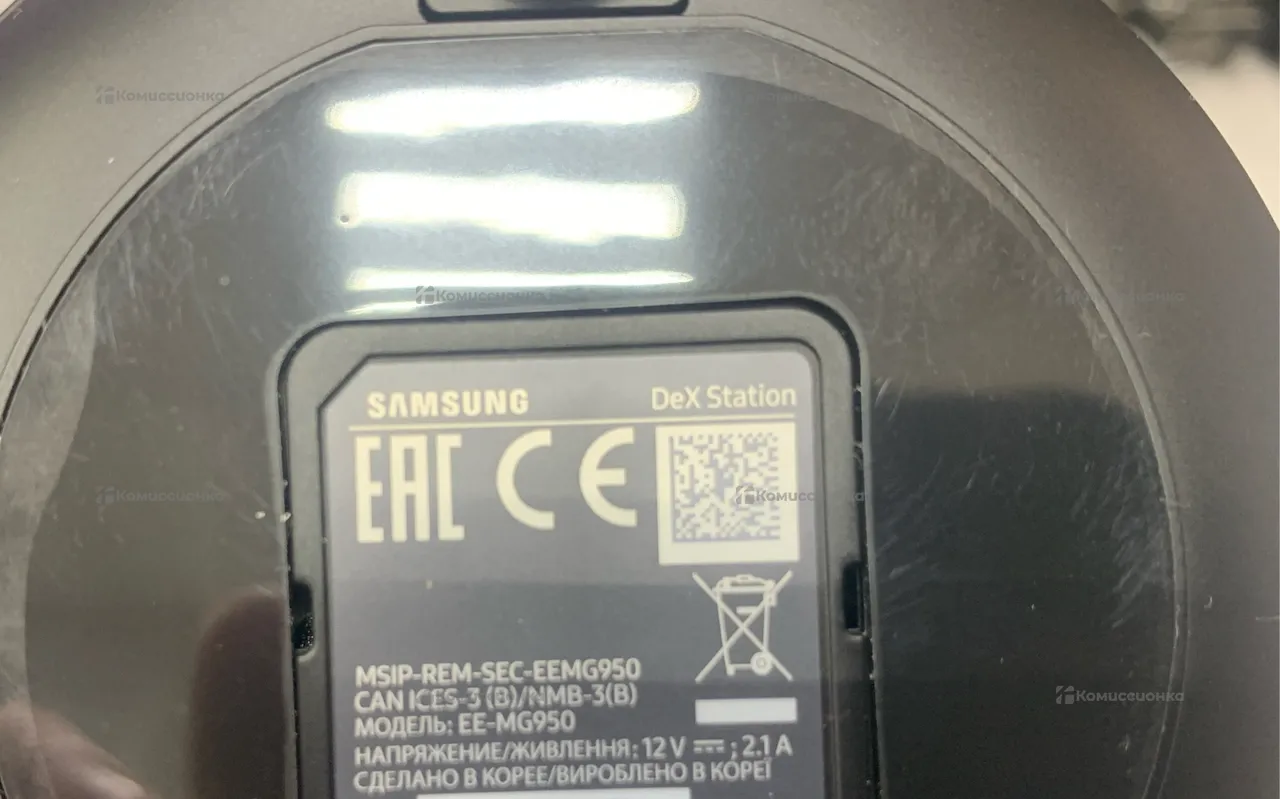 SAMSUNG DeX Station
EAC CE
MSIP-REM-SEC-EEMG950
CAN ICES-3 (B)/NMB-3(B)
МОДЕЛЬ: EE-MG950
НАПРЯЖЕНИЕ/ЖИВЛЕННЯ: 12 V ⎓ ; 2.1 A
СДЕЛАНО В КОРЕЕ/ВИРОБЛЕНО В КОРЕЇ
Комиссионка
Комиссионка
Комиссионка
Комиссионка
Комиссионка
Комиссионка